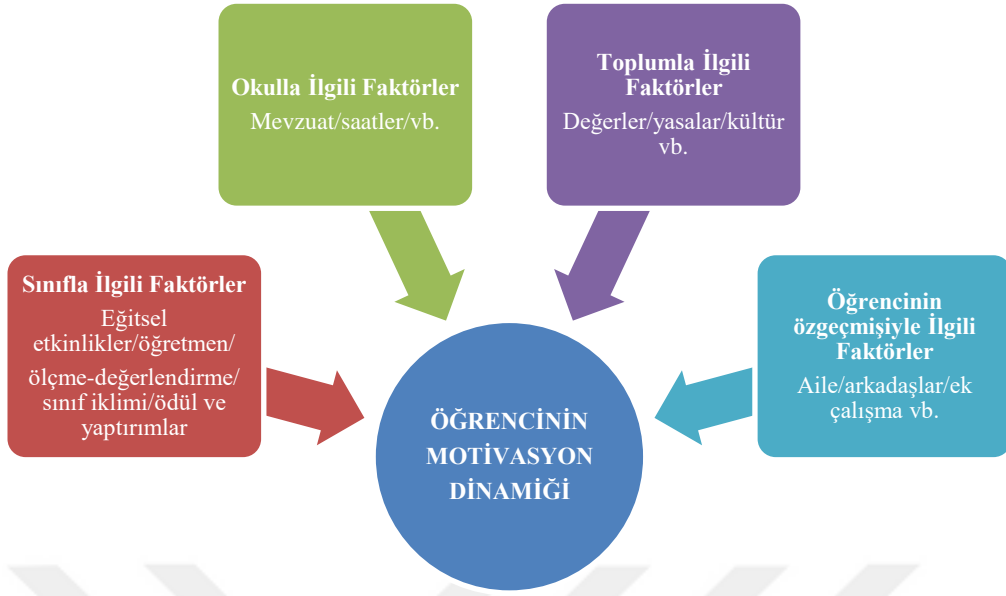 Okulla İlgili Faktörler
Mevzuat/saatler/vb.
Toplumla İlgili
Faktörler
Değerler/yasalar/kültür
vb.
Sınıfla İlgili Faktörler
Eğitsel
etkinlikler/öğretmen/
ölçme-değerlendirme/
sınıf iklimi/ödül ve
yaptırımlar
Öğrencinin
özgeçmişiyle İlgili
Faktörler
Aile/arkadaşlar/ek
çalışma vb.
ÖĞRENCİNİN
MOTİVASYON
DİNAMİĞİ